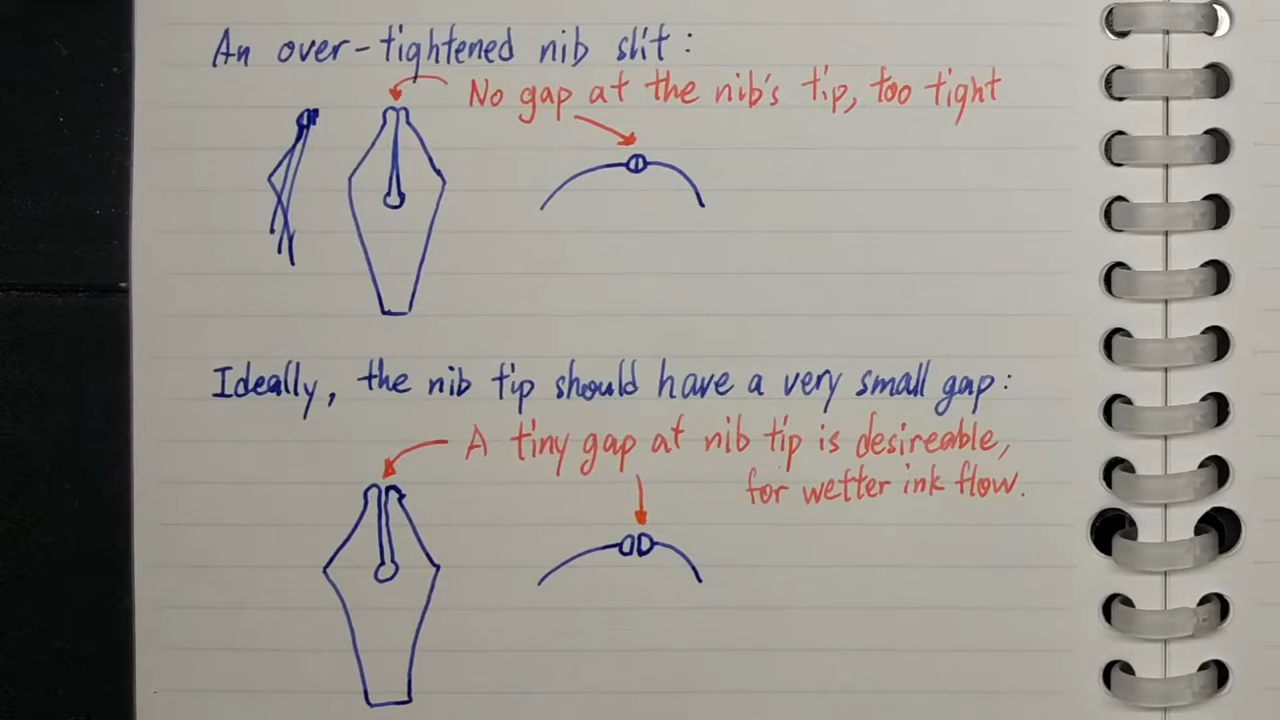 An over-tightened nib slit:
No gap at the nib's tip, too tight
Ideally, the nib tip should have a very small gap:
A tiny gap at nib tip is desireable,
for wetter ink flow.